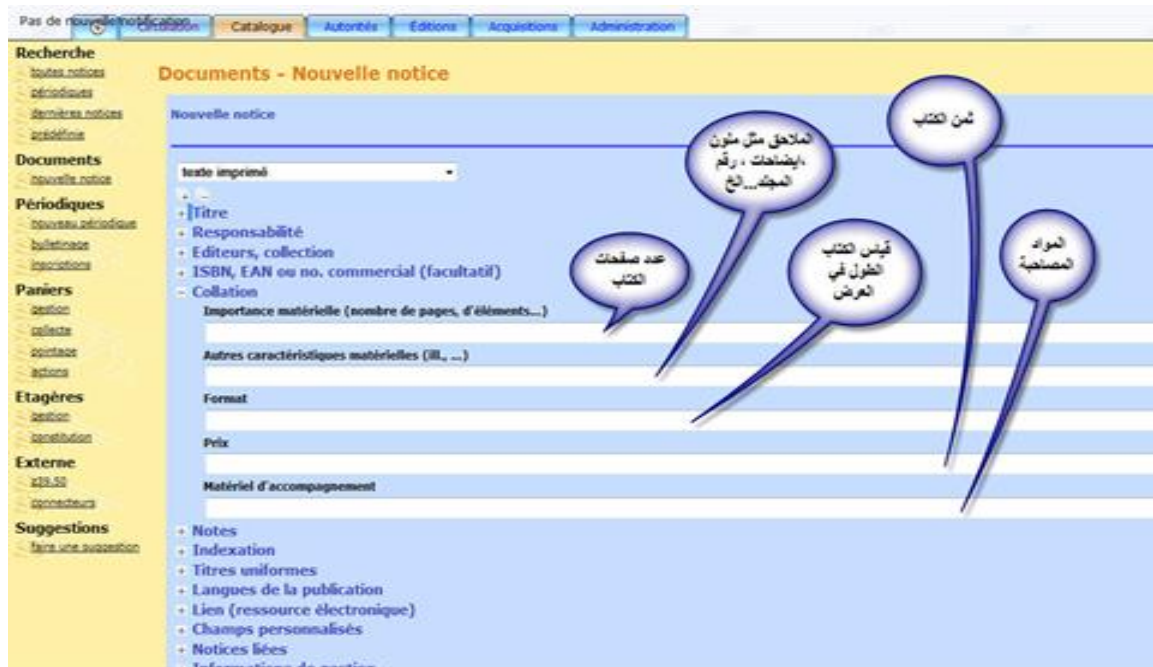 Pas de nouvelle notification
Circulation
Catalogue
Autorités
Éditions
Acquisitions
Administration
Recherche
toutes notices
périodiques
dernières notices
prédéfinie
Documents
nouvelle notice
Périodiques
nouveau périodique
bulletinage
inscriptions
Paniers
gestion
collecte
pointage
actions
Etagères
gestion
constitution
Externe
z39.50
connecteurs
Suggestions
faire une suggestion
Documents - Nouvelle notice
Nouvelle notice
texte imprimé
+ Titre
+ Responsabilité
+ Editeurs, collection
+ ISBN, EAN ou no. commercial (facultatif)
− Collation
Importance matérielle (nombre de pages, d'éléments...)
Autres caractéristiques matérielles (ill., ...)
Format
Prix
Matériel d'accompagnement
+ Notes
+ Indexation
+ Titres uniformes
+ Langues de la publication
+ Lien (ressource électronique)
+ Champs personnalisés
+ Notices liées
+ Informations de gestion
ثمن الكتاب
الملاحق مثل ملون
،ايضاحات ، رقم
المجلد...الخ
عدد صفحات
الكتاب
قياس الكتاب
الطول في
العرض
المواد
المصاحبة